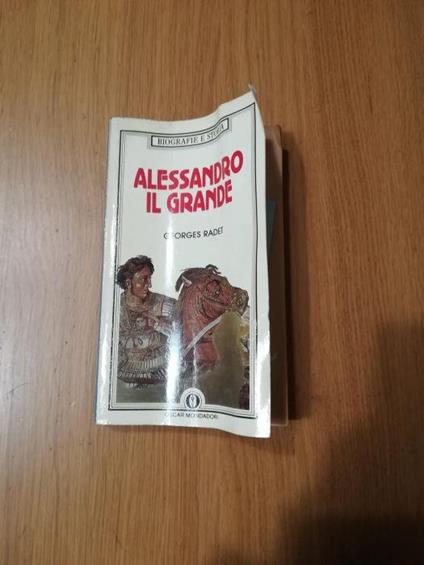 BIOGRAFIE E STORIA
ALESSANDRO
IL GRANDE
GEORGES RADET
OSCAR MONDADORI